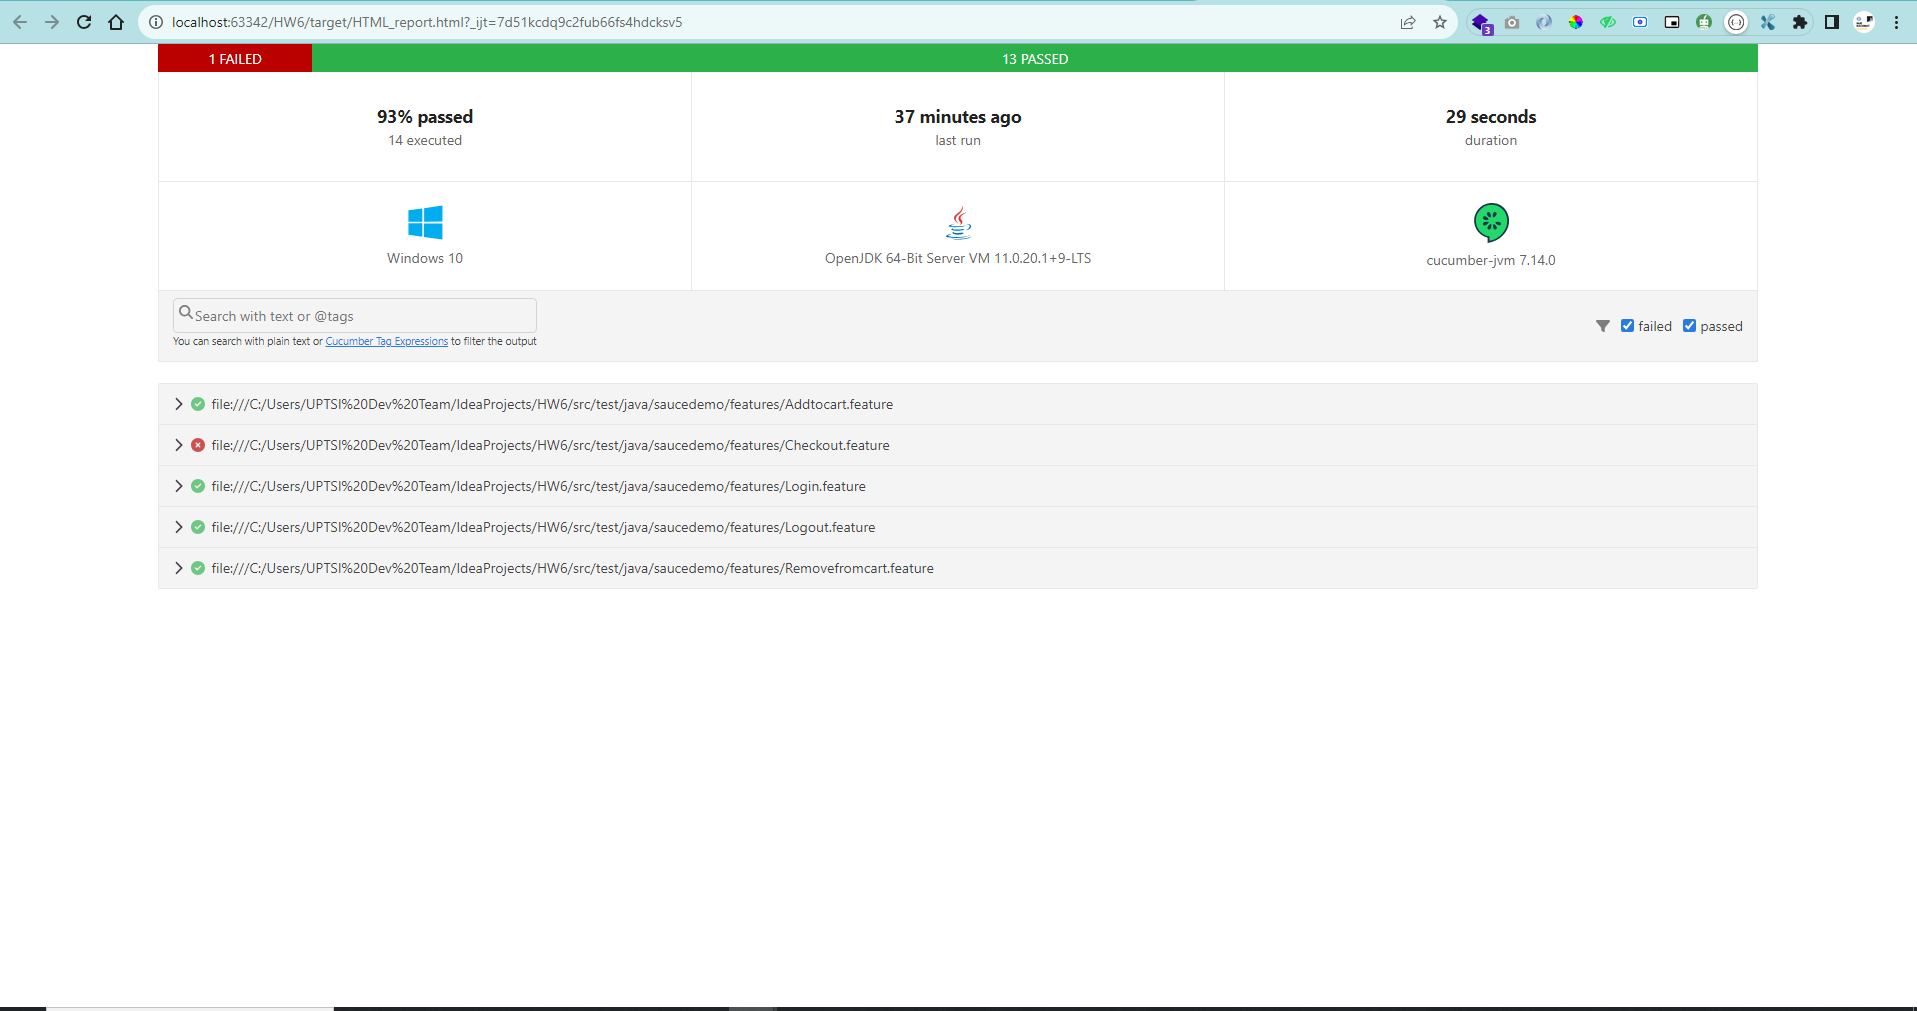 localhost:63342/HW6/target/HTML_report.html?_ijt=7d51kcdq9c2fub66fs4hdcksv5
3
1 FAILED
13 PASSED
93% passed
14 executed
37 minutes ago
last run
29 seconds
duration
Windows 10
OpenJDK 64-Bit Server VM 11.0.20.1+9-LTS
cucumber-jvm 7.14.0
Search with text or @tags
You can search with plain text or Cucumber Tag Expressions to filter the output
failed
passed
file:///C:/Users/UPTSI%20Dev%20Team/IdeaProjects/HW6/src/test/java/saucedemo/features/Addtocart.feature
file:///C:/Users/UPTSI%20Dev%20Team/IdeaProjects/HW6/src/test/java/saucedemo/features/Checkout.feature
file:///C:/Users/UPTSI%20Dev%20Team/IdeaProjects/HW6/src/test/java/saucedemo/features/Login.feature
file:///C:/Users/UPTSI%20Dev%20Team/IdeaProjects/HW6/src/test/java/saucedemo/features/Logout.feature
file:///C:/Users/UPTSI%20Dev%20Team/IdeaProjects/HW6/src/test/java/saucedemo/features/Removefromcart.feature